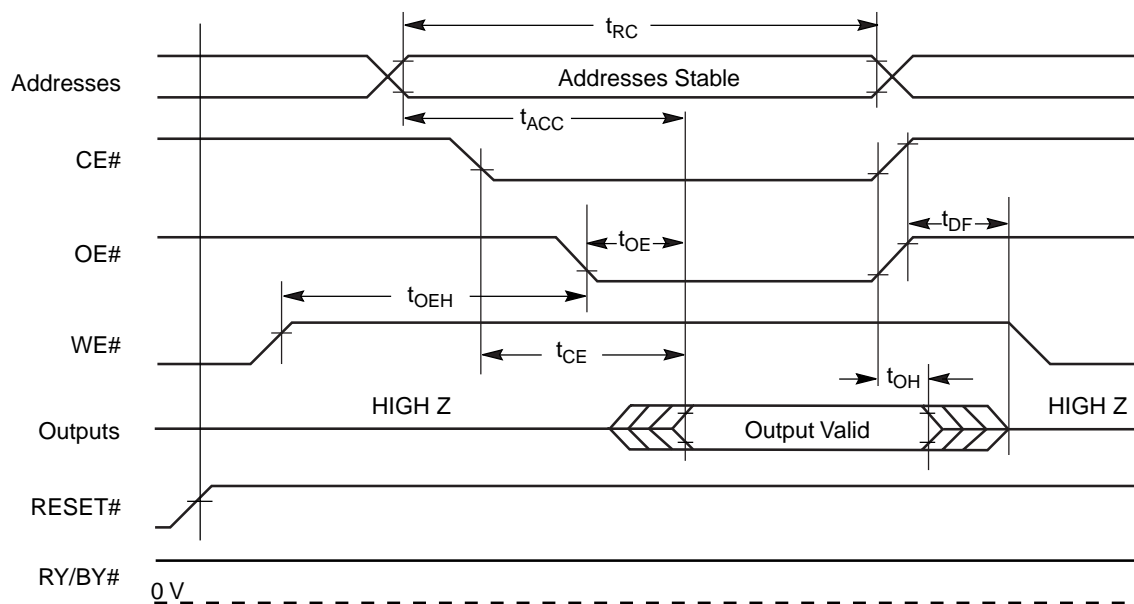 tRC
Addresses
Addresses Stable
tACC
CE#
tDF
OE#
tOE
tOEH
WE#
tCE
tOH
HIGH Z
HIGH Z
Outputs
Output Valid
RESET#
RY/BY#
0 V